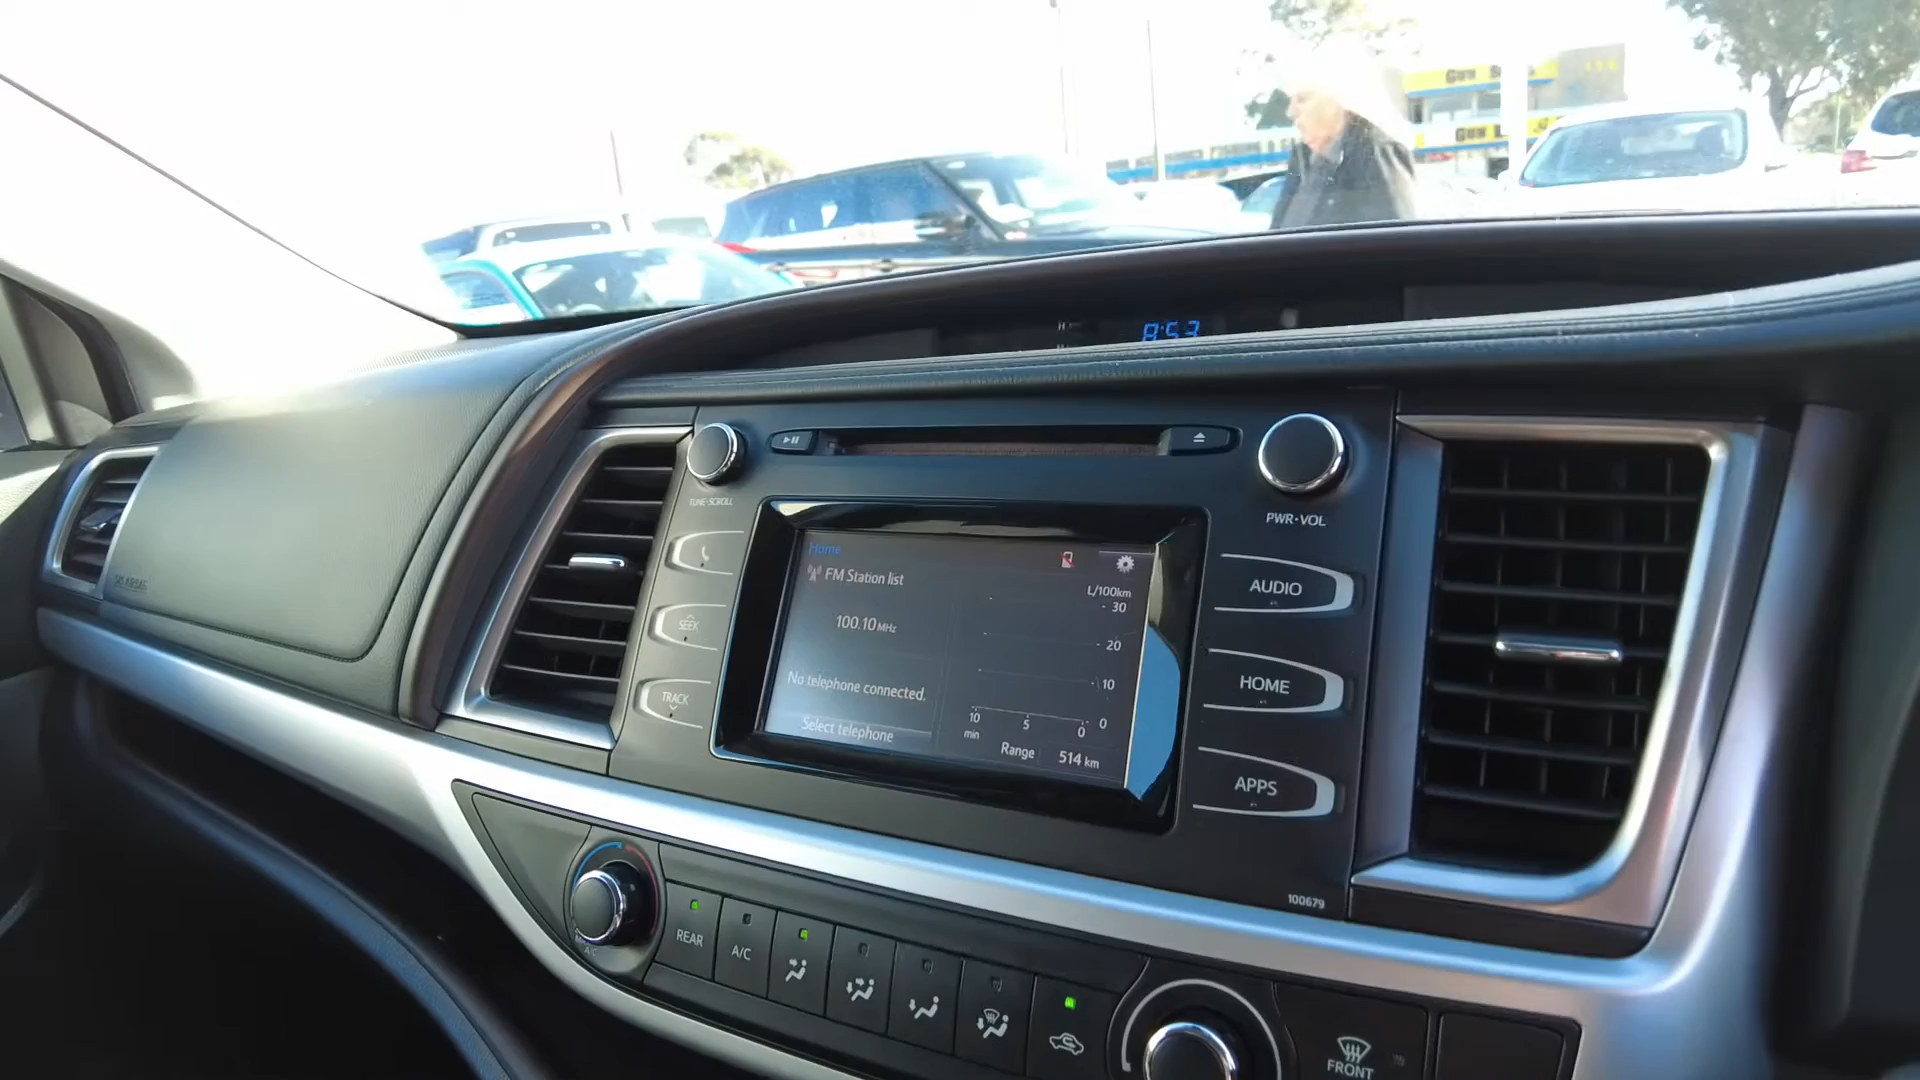 8:53
TUNE·SCROLL
PWR·VOL
SEEK
TRACK
AUDIO
HOME
APPS
Home
FM Station list
100.10 MHz
No telephone connected.
Select telephone
L/100km
30
20
10
0
10 5 0
min
Range 514 km
100679
REAR
A/C
A/C
FRONT